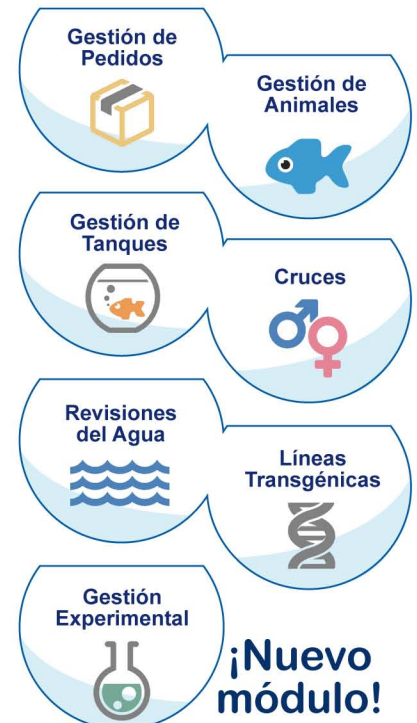 Gestión de
Pedidos
Gestión de
Animales
Gestión de
Tanques
Cruces
Revisiones
del Agua
Líneas
Transgénicas
Gestión
Experimental
¡Nuevo
módulo!